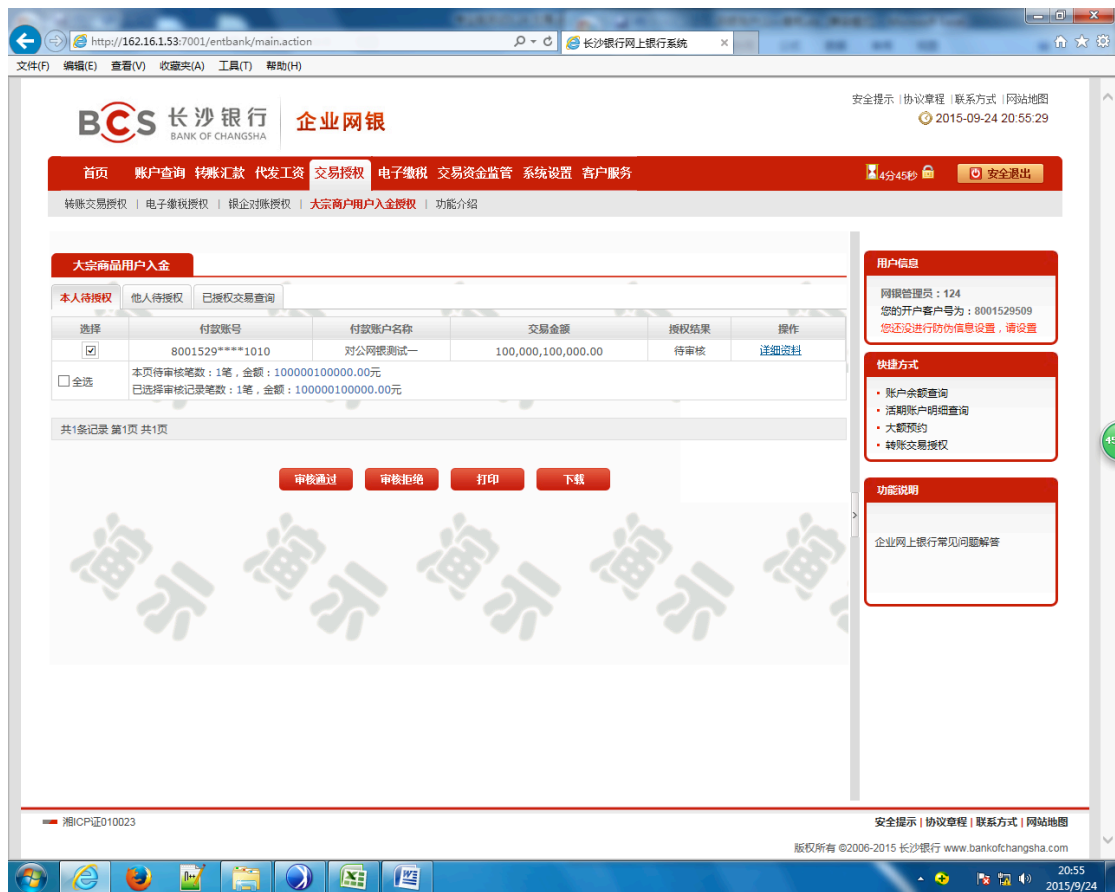 http://162.16.1.53:7001/entbank/main.action
长沙银行网上银行系统
文件(F) 编辑(E) 查看(V) 收藏夹(A) 工具(T) 帮助(H)
安全提示 | 协议章程 | 联系方式 | 网站地图
BCS 长沙银行 企业网银
BANK OF CHANGSHA
2015-09-24 20:55:29
首页 账户查询 转账汇款 代发工资 交易授权 电子缴税 交易资金监管 系统设置 客户服务
4分45秒 安全退出
转账交易授权 | 电子缴税授权 | 银企对账授权 | 大宗商户用户入金授权 | 功能介绍
大宗商品用户入金
本人待授权 他人待授权 已授权交易查询
选择 付款账号 付款账户名称 交易金额 授权结果 操作
8001529****1010 对公网银测试一 100,000,100,000.00 待审核 详细资料
全选
本页待审核笔数：1笔，金额：100000100000.00元
已选择审核记录笔数：1笔，金额：100000100000.00元
共1条记录 第1页 共1页
审核通过 审核拒绝 打印 下载
演示 演示 演示 演示 演示
用户信息
网银管理员：124
您的开户客户号为：8001529509
您还没进行防伪信息设置，请设置
快捷方式
账户余额查询
活期账户明细查询
大额预约
转账交易授权
功能说明
企业网上银行常见问题解答
湘ICP证010023
安全提示 | 协议章程 | 联系方式 | 网站地图
版权所有 ©2006-2015 长沙银行 www.bankofchangsha.com
20:55
2015/9/24